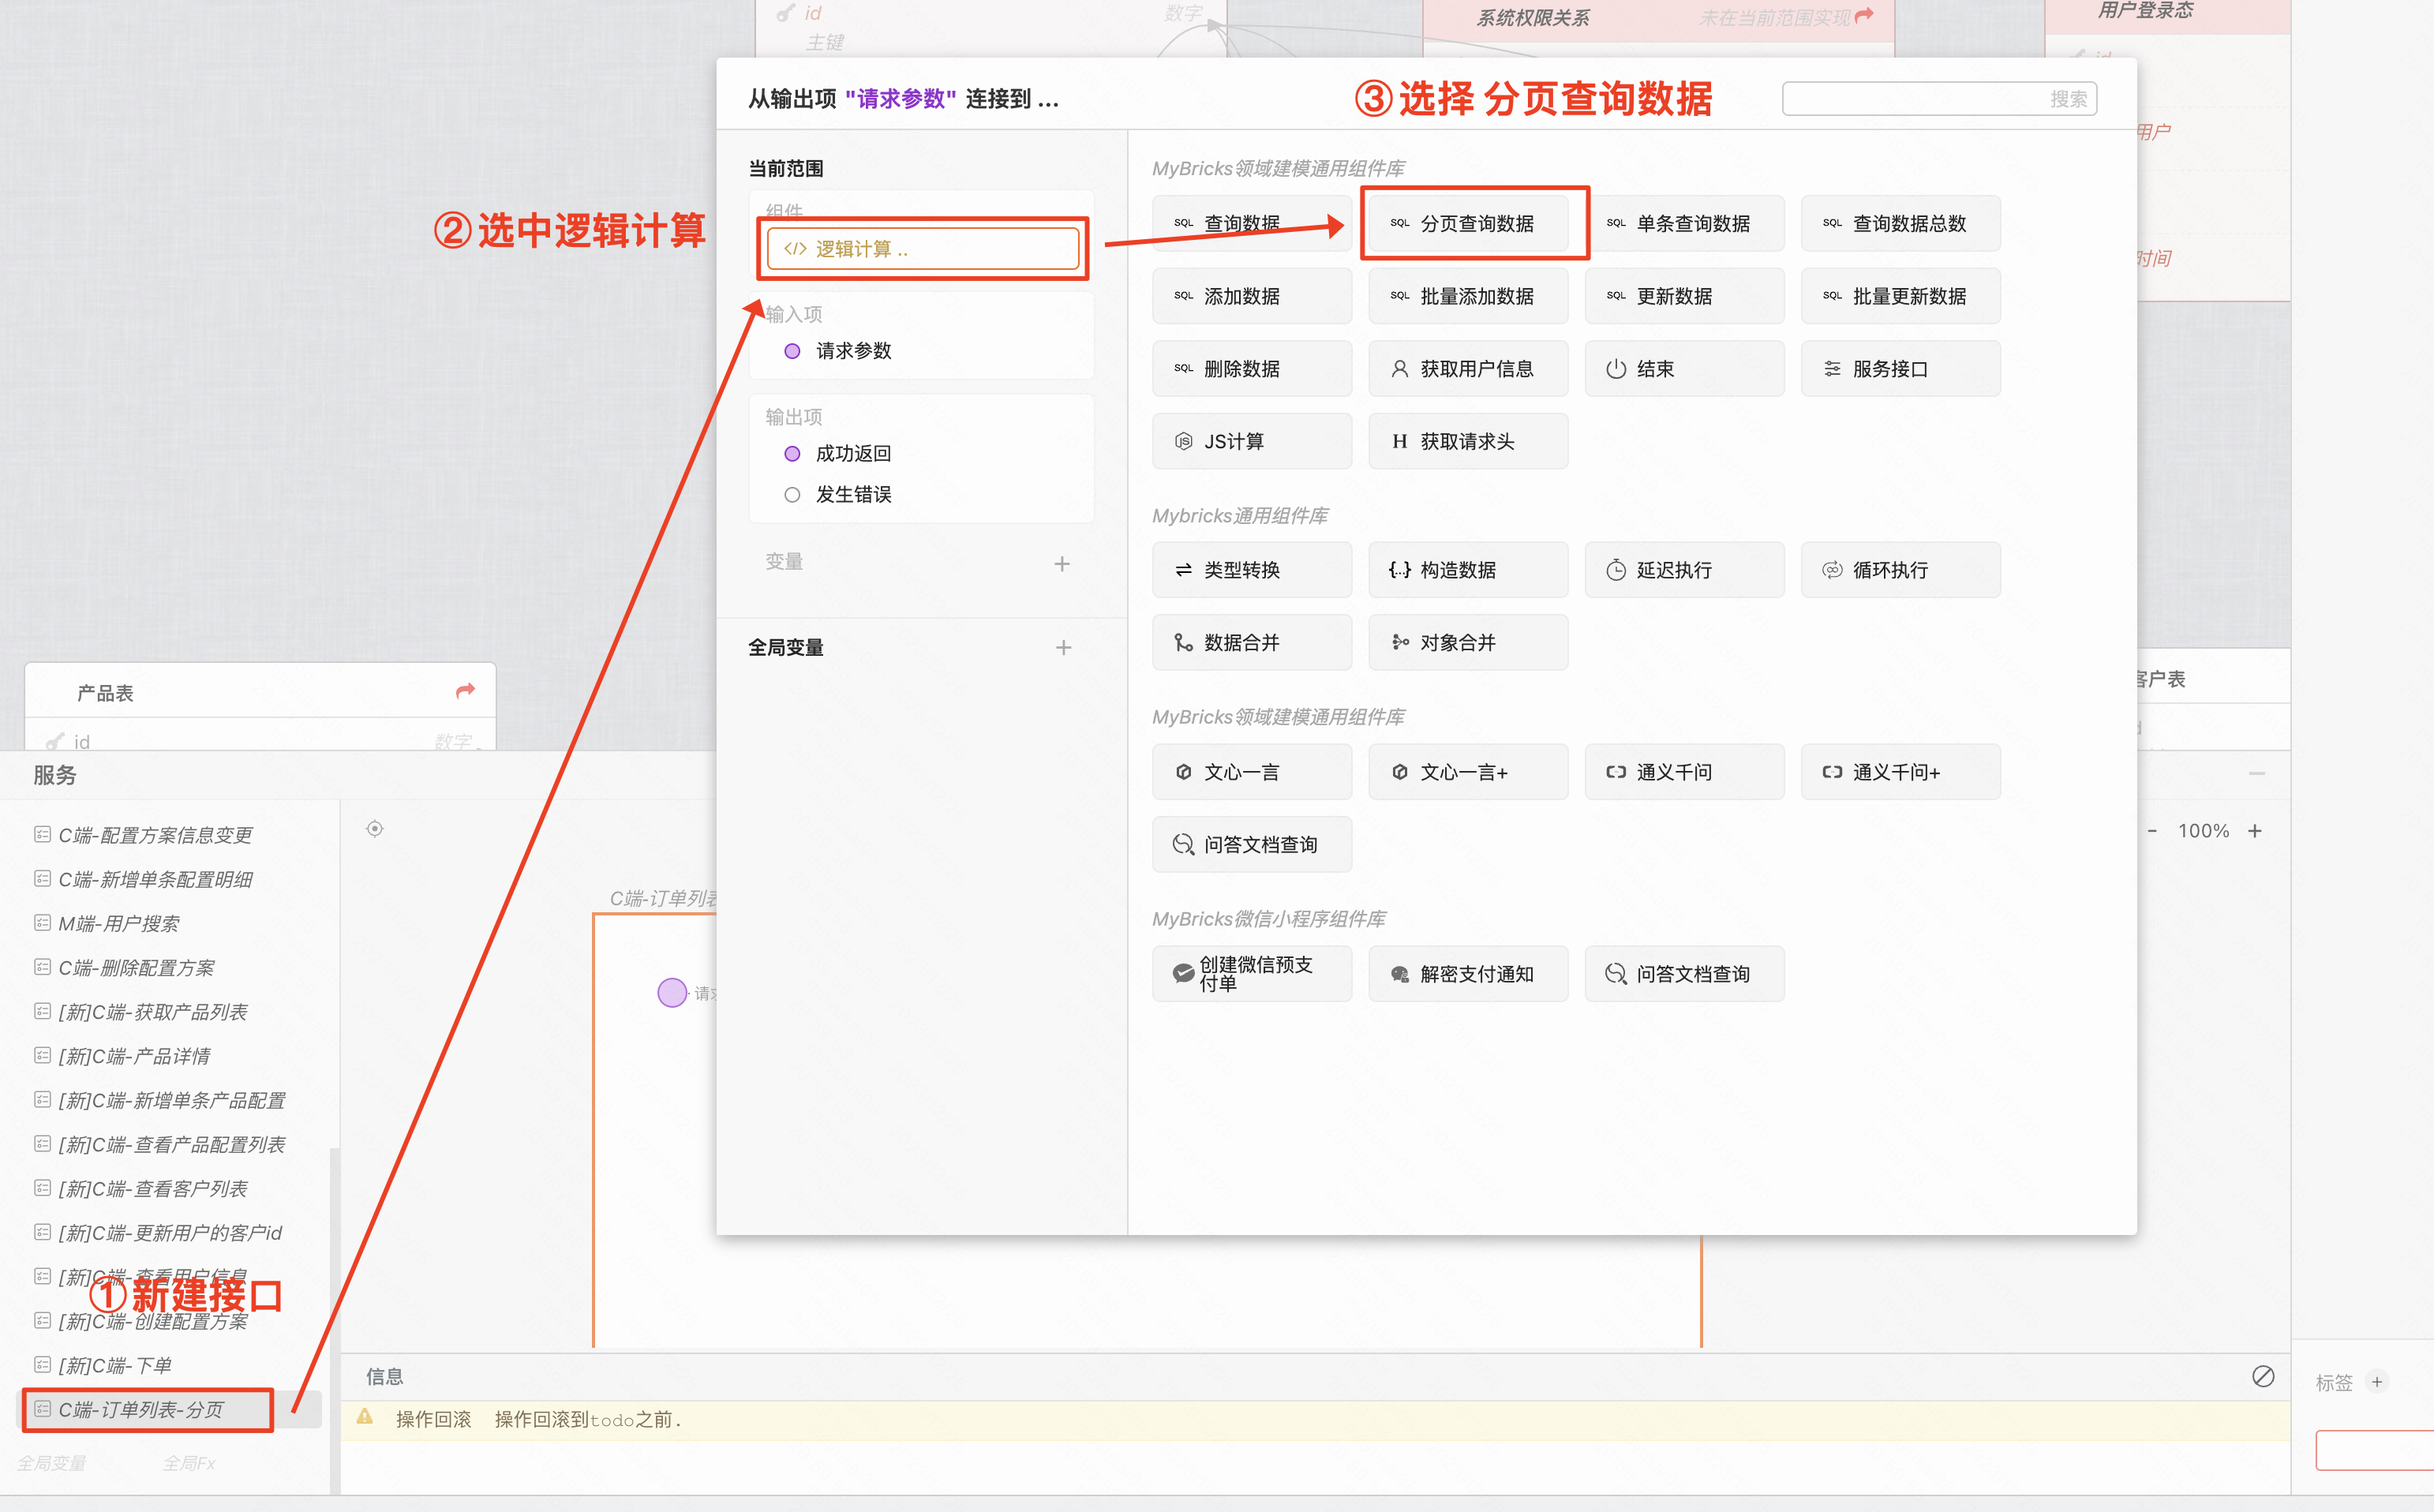 id
数字
主键
系统权限关系
未在当前范围实现
用户登录态
id
用户
时间
从输出项 "请求参数" 连接到 ...
③选择 分页查询数据
搜索
②选中逻辑计算
当前范围
组件
</> 逻辑计算 ..
输入项
请求参数
输出项
成功返回
发生错误
变量
+
全局变量
+
MyBricks领域建模通用组件库
SQL 查询数据
SQL 分页查询数据
SQL 单条查询数据
SQL 查询数据总数
SQL 添加数据
SQL 批量添加数据
SQL 更新数据
SQL 批量更新数据
SQL 删除数据
获取用户信息
结束
服务接口
JS计算
H 获取请求头
Mybricks通用组件库
类型转换
{..} 构造数据
延迟执行
循环执行
数据合并
对象合并
MyBricks领域建模通用组件库
文心一言
文心一言+
通义千问
通义千问+
问答文档查询
MyBricks微信小程序组件库
创建微信预支
付单
解密支付通知
问答文档查询
产品表
id
数字
客户表
服务
- 100% +
C端-配置方案信息变更
C端-新增单条配置明细
M端-用户搜索
C端-删除配置方案
[新]C端-获取产品列表
[新]C端-产品详情
[新]C端-新增单条产品配置
[新]C端-查看产品配置列表
[新]C端-查看客户列表
[新]C端-更新用户的客户id
[新]C端-查看用户信息
①新建接口
[新]C端-创建配置方案
[新]C端-下单
C端-订单列表-分页
全局变量
全局Fx
C端-订单列表
请求
信息
操作回滚 操作回滚到todo之前.
标签 +